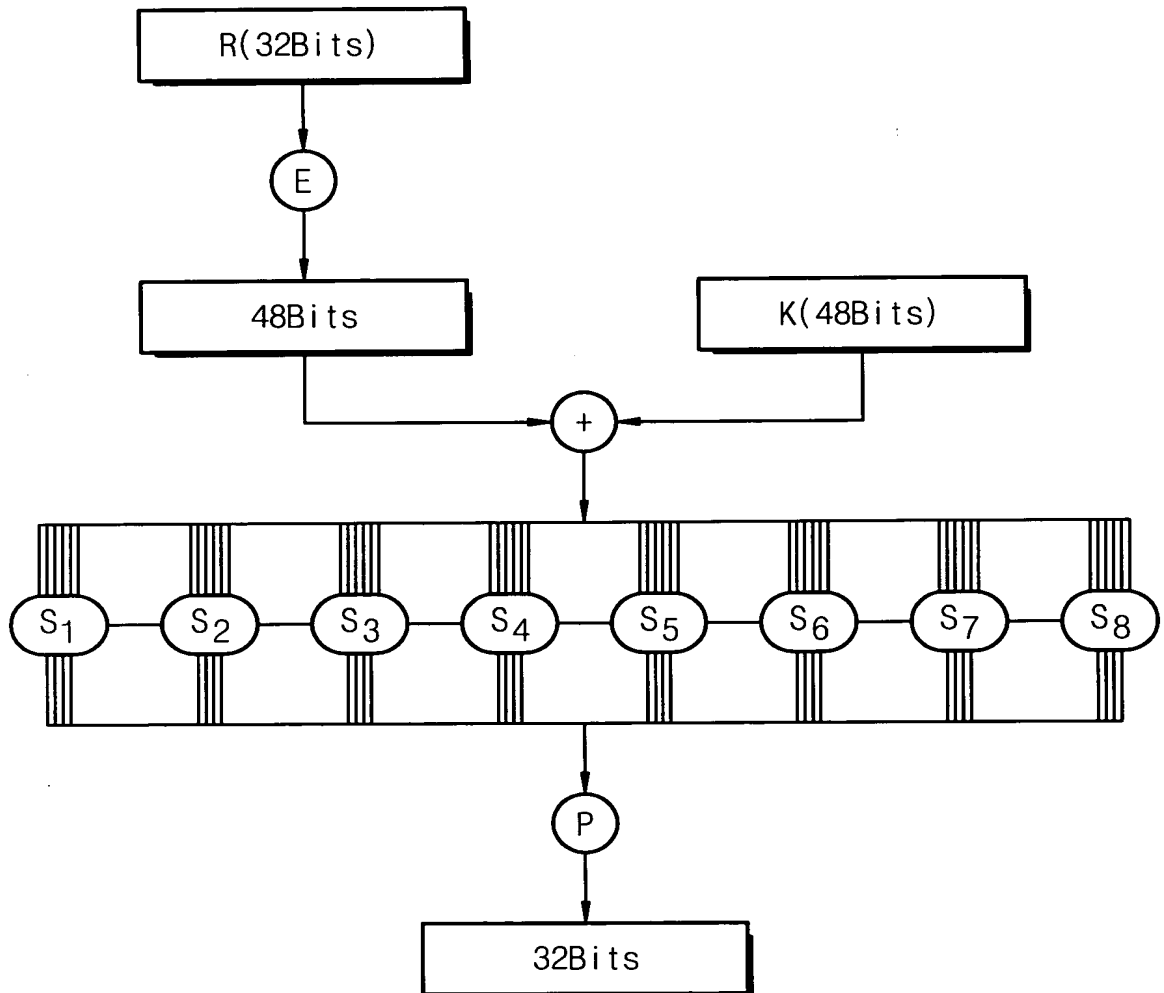 R(32Bits)
E
48Bits
K(48Bits)
+
S1 S2 S3 S4 S5 S6 S7 S8
P
32Bits